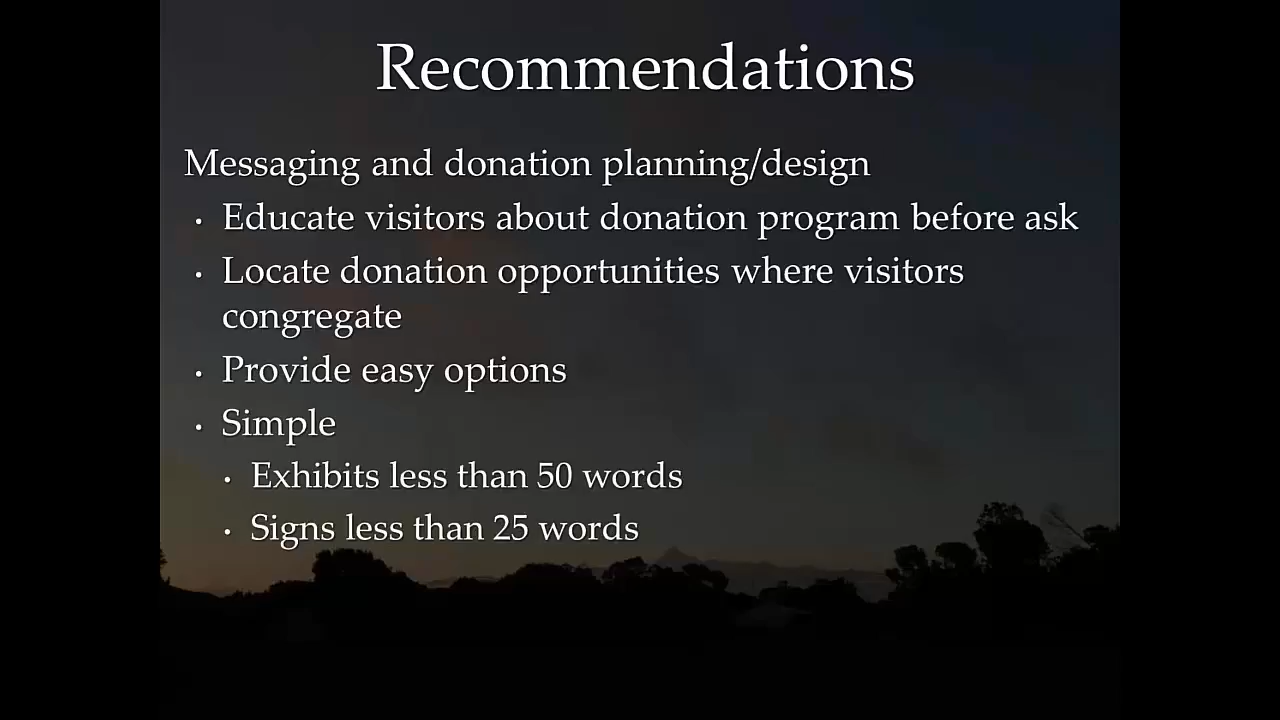 Recommendations
Messaging and donation planning/design
• Educate visitors about donation program before ask
• Locate donation opportunities where visitors
congregate
• Provide easy options
• Simple
• Exhibits less than 50 words
• Signs less than 25 words